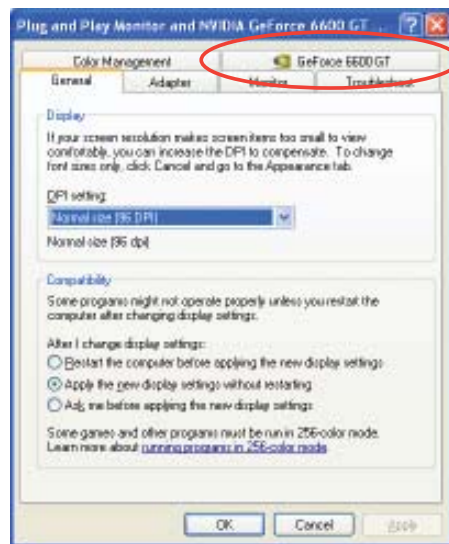 Plug and Play Monitor and NVIDIA GeForce 6600 GT ...
Color Management
GeForce 6600 GT
General
Adapter
Monitor
Troubleshoot
Display
If your screen resolution makes screen items too small to view
comfortably, you can increase the DPI to compensate. To change
font sizes only, click Cancel and go to the Appearance tab.
DPI setting:
Normal size (96 DPI)
Normal size (96 dpi)
Compatibility
Some programs might not operate properly unless you restart the
computer after changing display settings.
After I change display settings:
Restart the computer before applying the new display settings
Apply the new display settings without restarting
Ask me before applying the new display settings
Some games and other programs must be run in 256-color mode.
Learn more about running programs in 256-color mode.
OK
Cancel
Apply